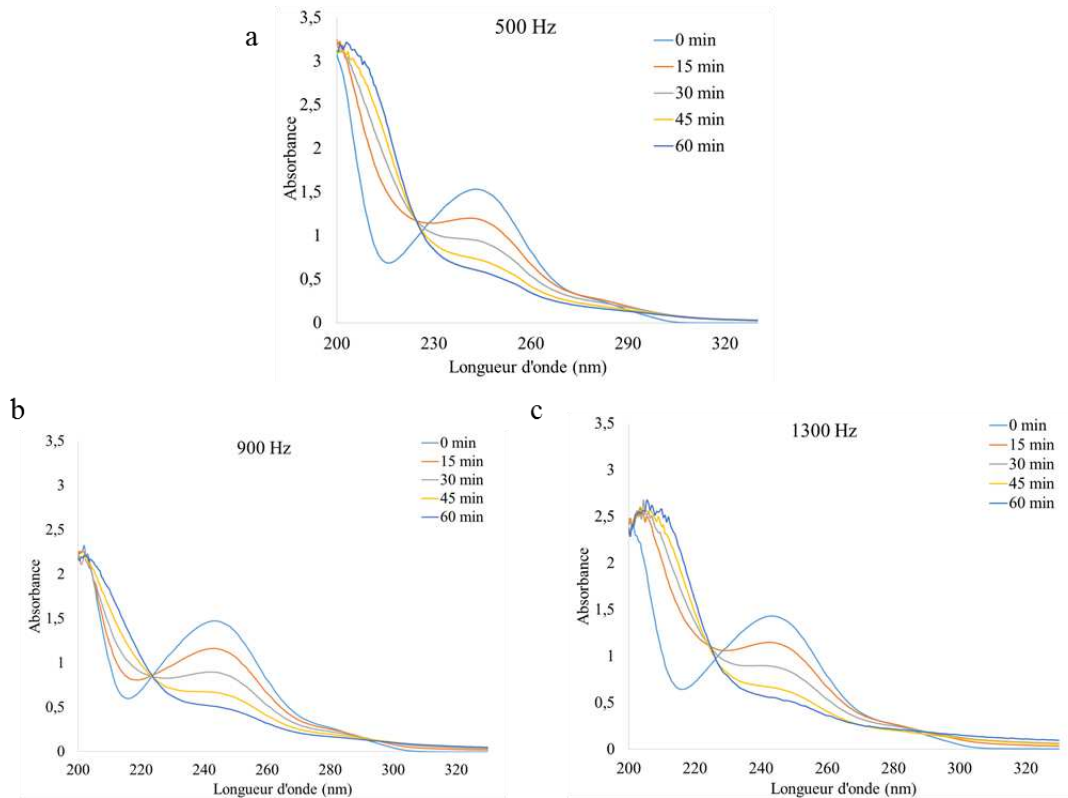 a
500 Hz
3,5
3
2,5
2
1,5
1
0,5
0
Absorbance
200
230
260
290
320
Longueur d'onde (nm)
0 min
15 min
30 min
45 min
60 min
b
900 Hz
3,5
3
2,5
2
1,5
1
0,5
0
Absorbance
200
220
240
260
280
300
320
Longueur d'onde (nm)
0 min
15 min
30 min
45 min
60 min
c
1300 Hz
3,5
3
2,5
2
1,5
1
0,5
0
Absorbance
200
220
240
260
280
300
320
Longueur d'onde (nm)
0 min
15 min
30 min
45 min
60 min